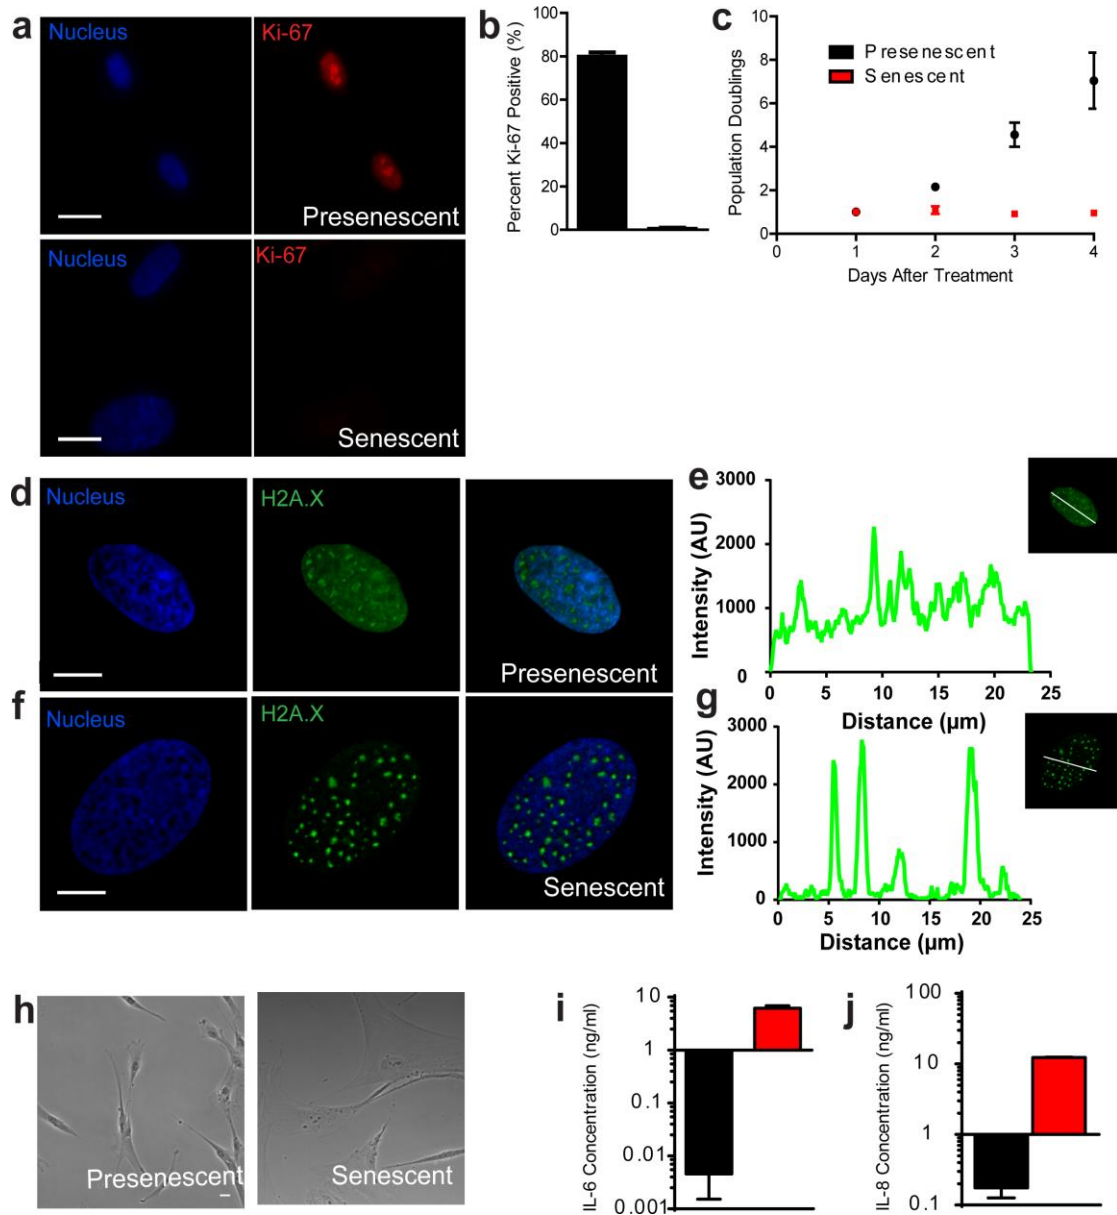 a
Nucleus
Ki-67
Presenescent
Nucleus
Ki-67
Senescent
b
Percent Ki-67 Positive (%)
100
80
60
40
20
0
c
Population Doublings
10
8
6
4
2
0
Presenescent
Senescent
0 1 2 3 4
Days After Treatment
d
Nucleus
H2A.X
Presenescent
e
Intensity (AU)
3000
2000
1000
0
0 5 10 15 20 25
Distance (µm)
f
Nucleus
H2A.X
Senescent
g
Intensity (AU)
3000
2000
1000
0
0 5 10 15 20 25
Distance (µm)
h
Presenescent
Senescent
i
IL-6 Concentration (ng/ml)
10
1
0.1
0.01
0.001
j
IL-8 Concentration (ng/ml)
100
10
1
0.1